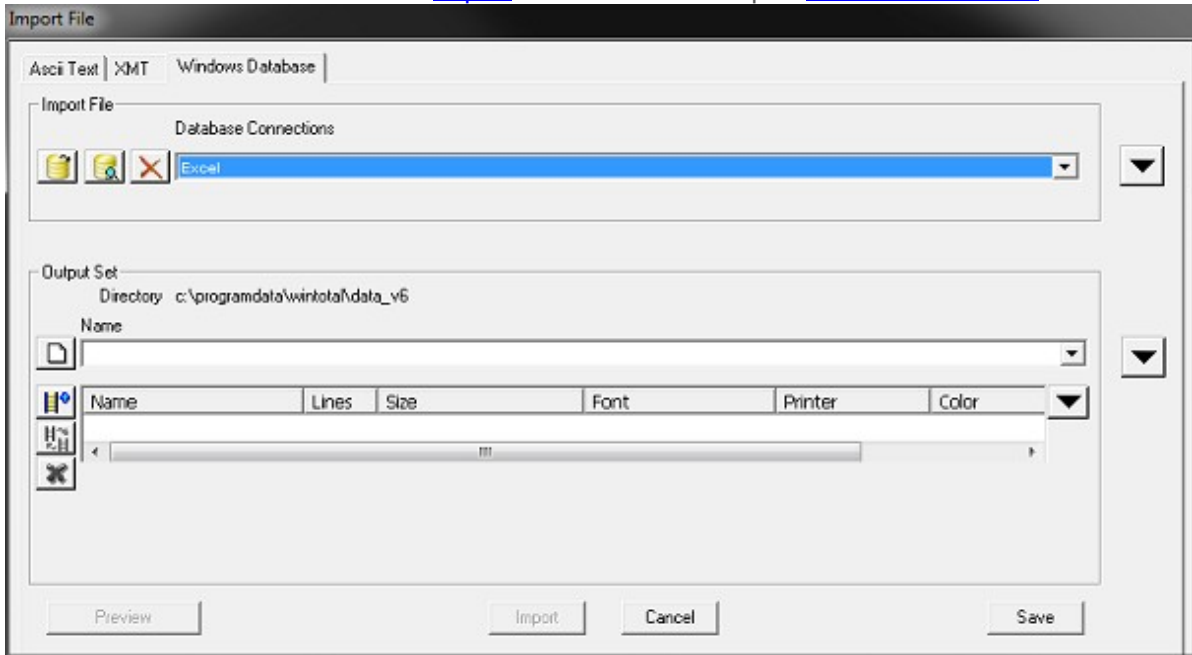 Import File
Ascii Text XMT Windows Database
Import File
Database Connections
Excel
Output Set
Directory c:\programdata\wintotal\data_v6
Name
Name Lines Size Font Printer Color
Preview Import Cancel Save